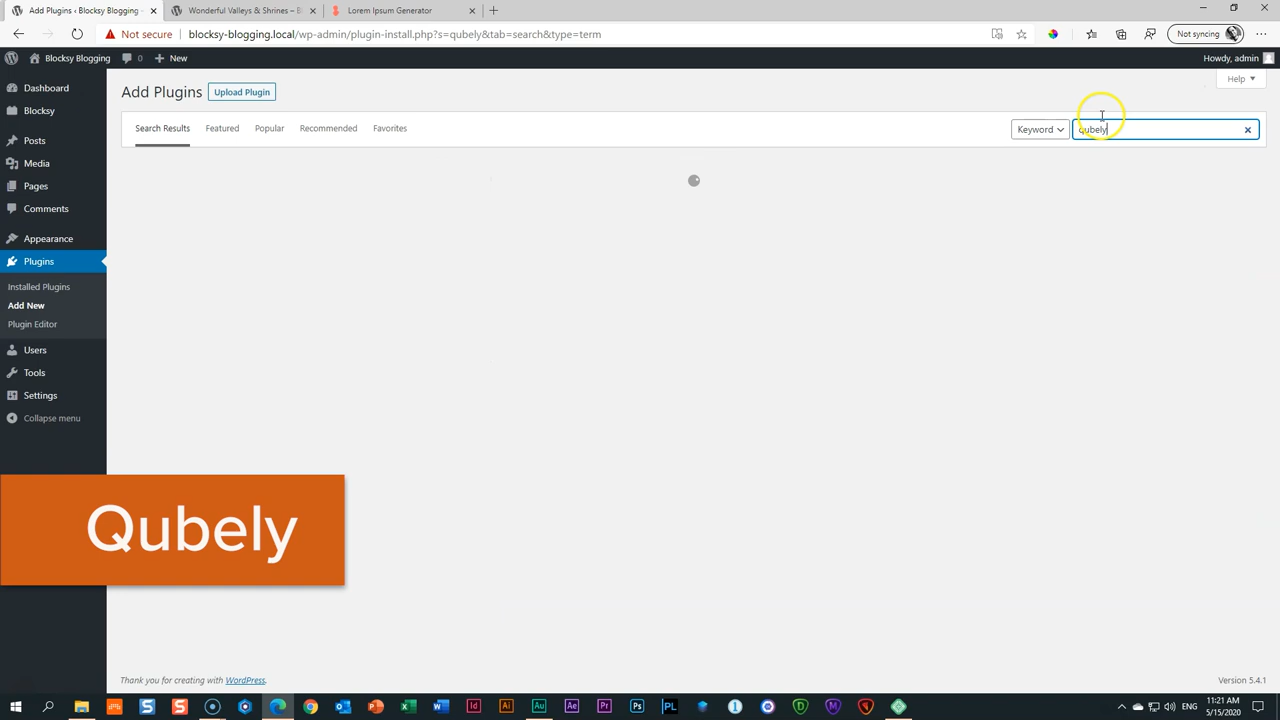 Add Plugins ‹ Blocksy Blogging -
Wonderful Valleys & Shrines – B
Lorem Ipsum Generator
Not secure
blocksy-blogging.local/wp-admin/plugin-install.php?s=qubely&tab=search&type=term
Not syncing
Blocksy Blogging
0
New
Howdy, admin
Dashboard
Blocksy
Posts
Media
Pages
Comments
Appearance
Plugins
Installed Plugins
Add New
Plugin Editor
Users
Tools
Settings
Collapse menu
Help
Add Plugins
Upload Plugin
Search Results
Featured
Popular
Recommended
Favorites
Keyword
qubely
Qubely
Thank you for creating with WordPress.
Version 5.4.1
ENG
11:21 AM
5/15/2020